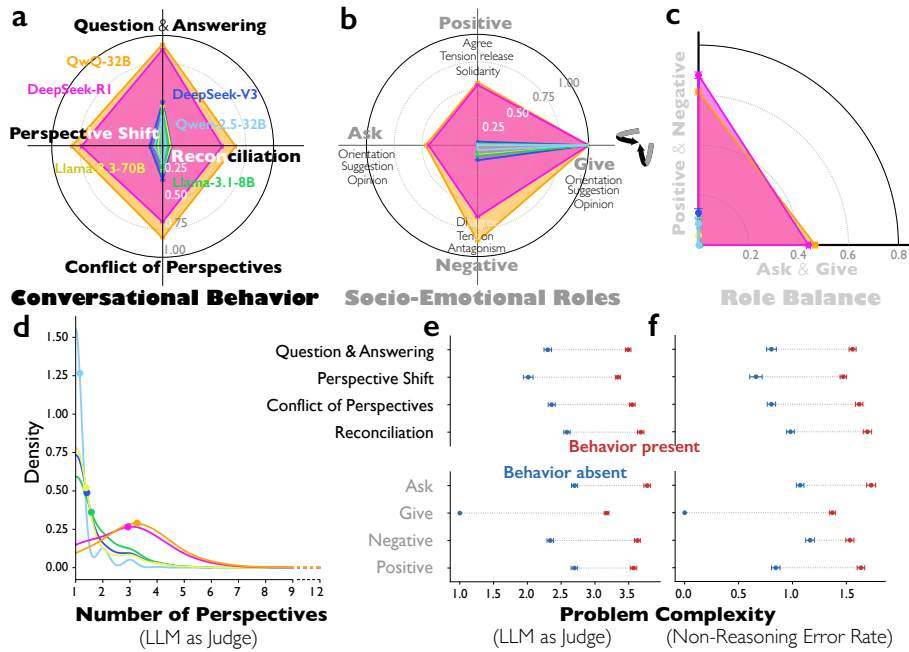 a
Question & Answering
QwQ-32B
DeepSeek-R1
DeepSeek-V3
Qwen-2.5-32B
Perspective Shift
Reconciliation
Llama-3.3-70B
Llama-3.1-8B
0.25
0.50
0.75
1.00
Conflict of Perspectives
Conversational Behavior
b
Positive
Agree
Tension release
Solidarity
1.00
0.75
0.50
0.25
Ask
Orientation
Suggestion
Opinion
Give
Orientation
Suggestion
Opinion
Tension
Antagonism
Negative
Socio-Emotional Roles
c
Positive & Negative
0.0
0.2
0.4
0.6
0.8
Ask & Give
Role Balance
d
Density
1.50
1.25
1.00
0.75
0.50
0.25
0.00
1
2
3
4
5
6
7
8
9
10
12
Number of Perspectives
(LLM as Judge)
e
Question & Answering
Perspective Shift
Conflict of Perspectives
Reconciliation
Behavior present
Behavior absent
Ask
Give
Negative
Positive
1.0
1.5
2.0
2.5
3.0
3.5
f
0.0
0.5
1.0
1.5
Problem Complexity
(LLM as Judge)
(Non-Reasoning Error Rate)